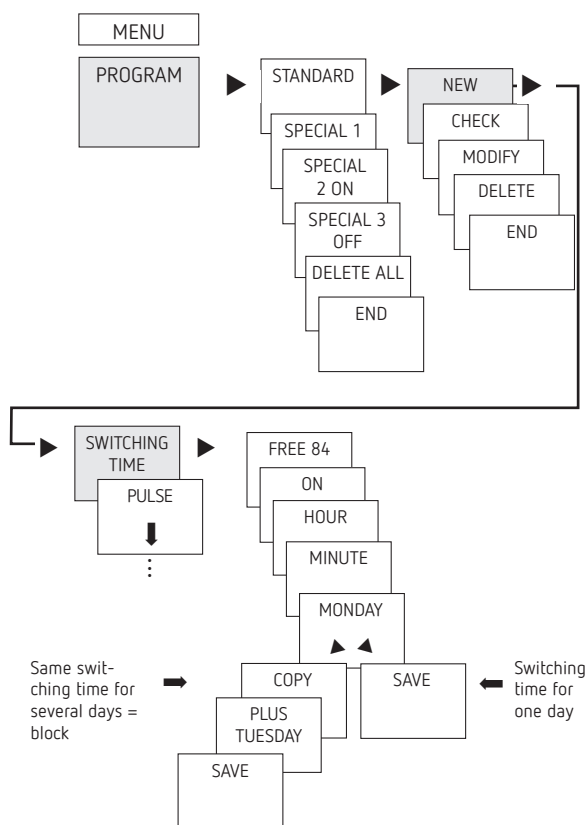 MENU
PROGRAM
STANDARD
SPECIAL 1
SPECIAL
2 ON
SPECIAL 3
OFF
DELETE ALL
END
NEW
CHECK
MODIFY
DELETE
END
SWITCHING
TIME
PULSE
FREE 84
ON
HOUR
MINUTE
MONDAY
Same swit-
ching time for
several days =
block
COPY
PLUS
TUESDAY
SAVE
SAVE
Switching
time for
one day